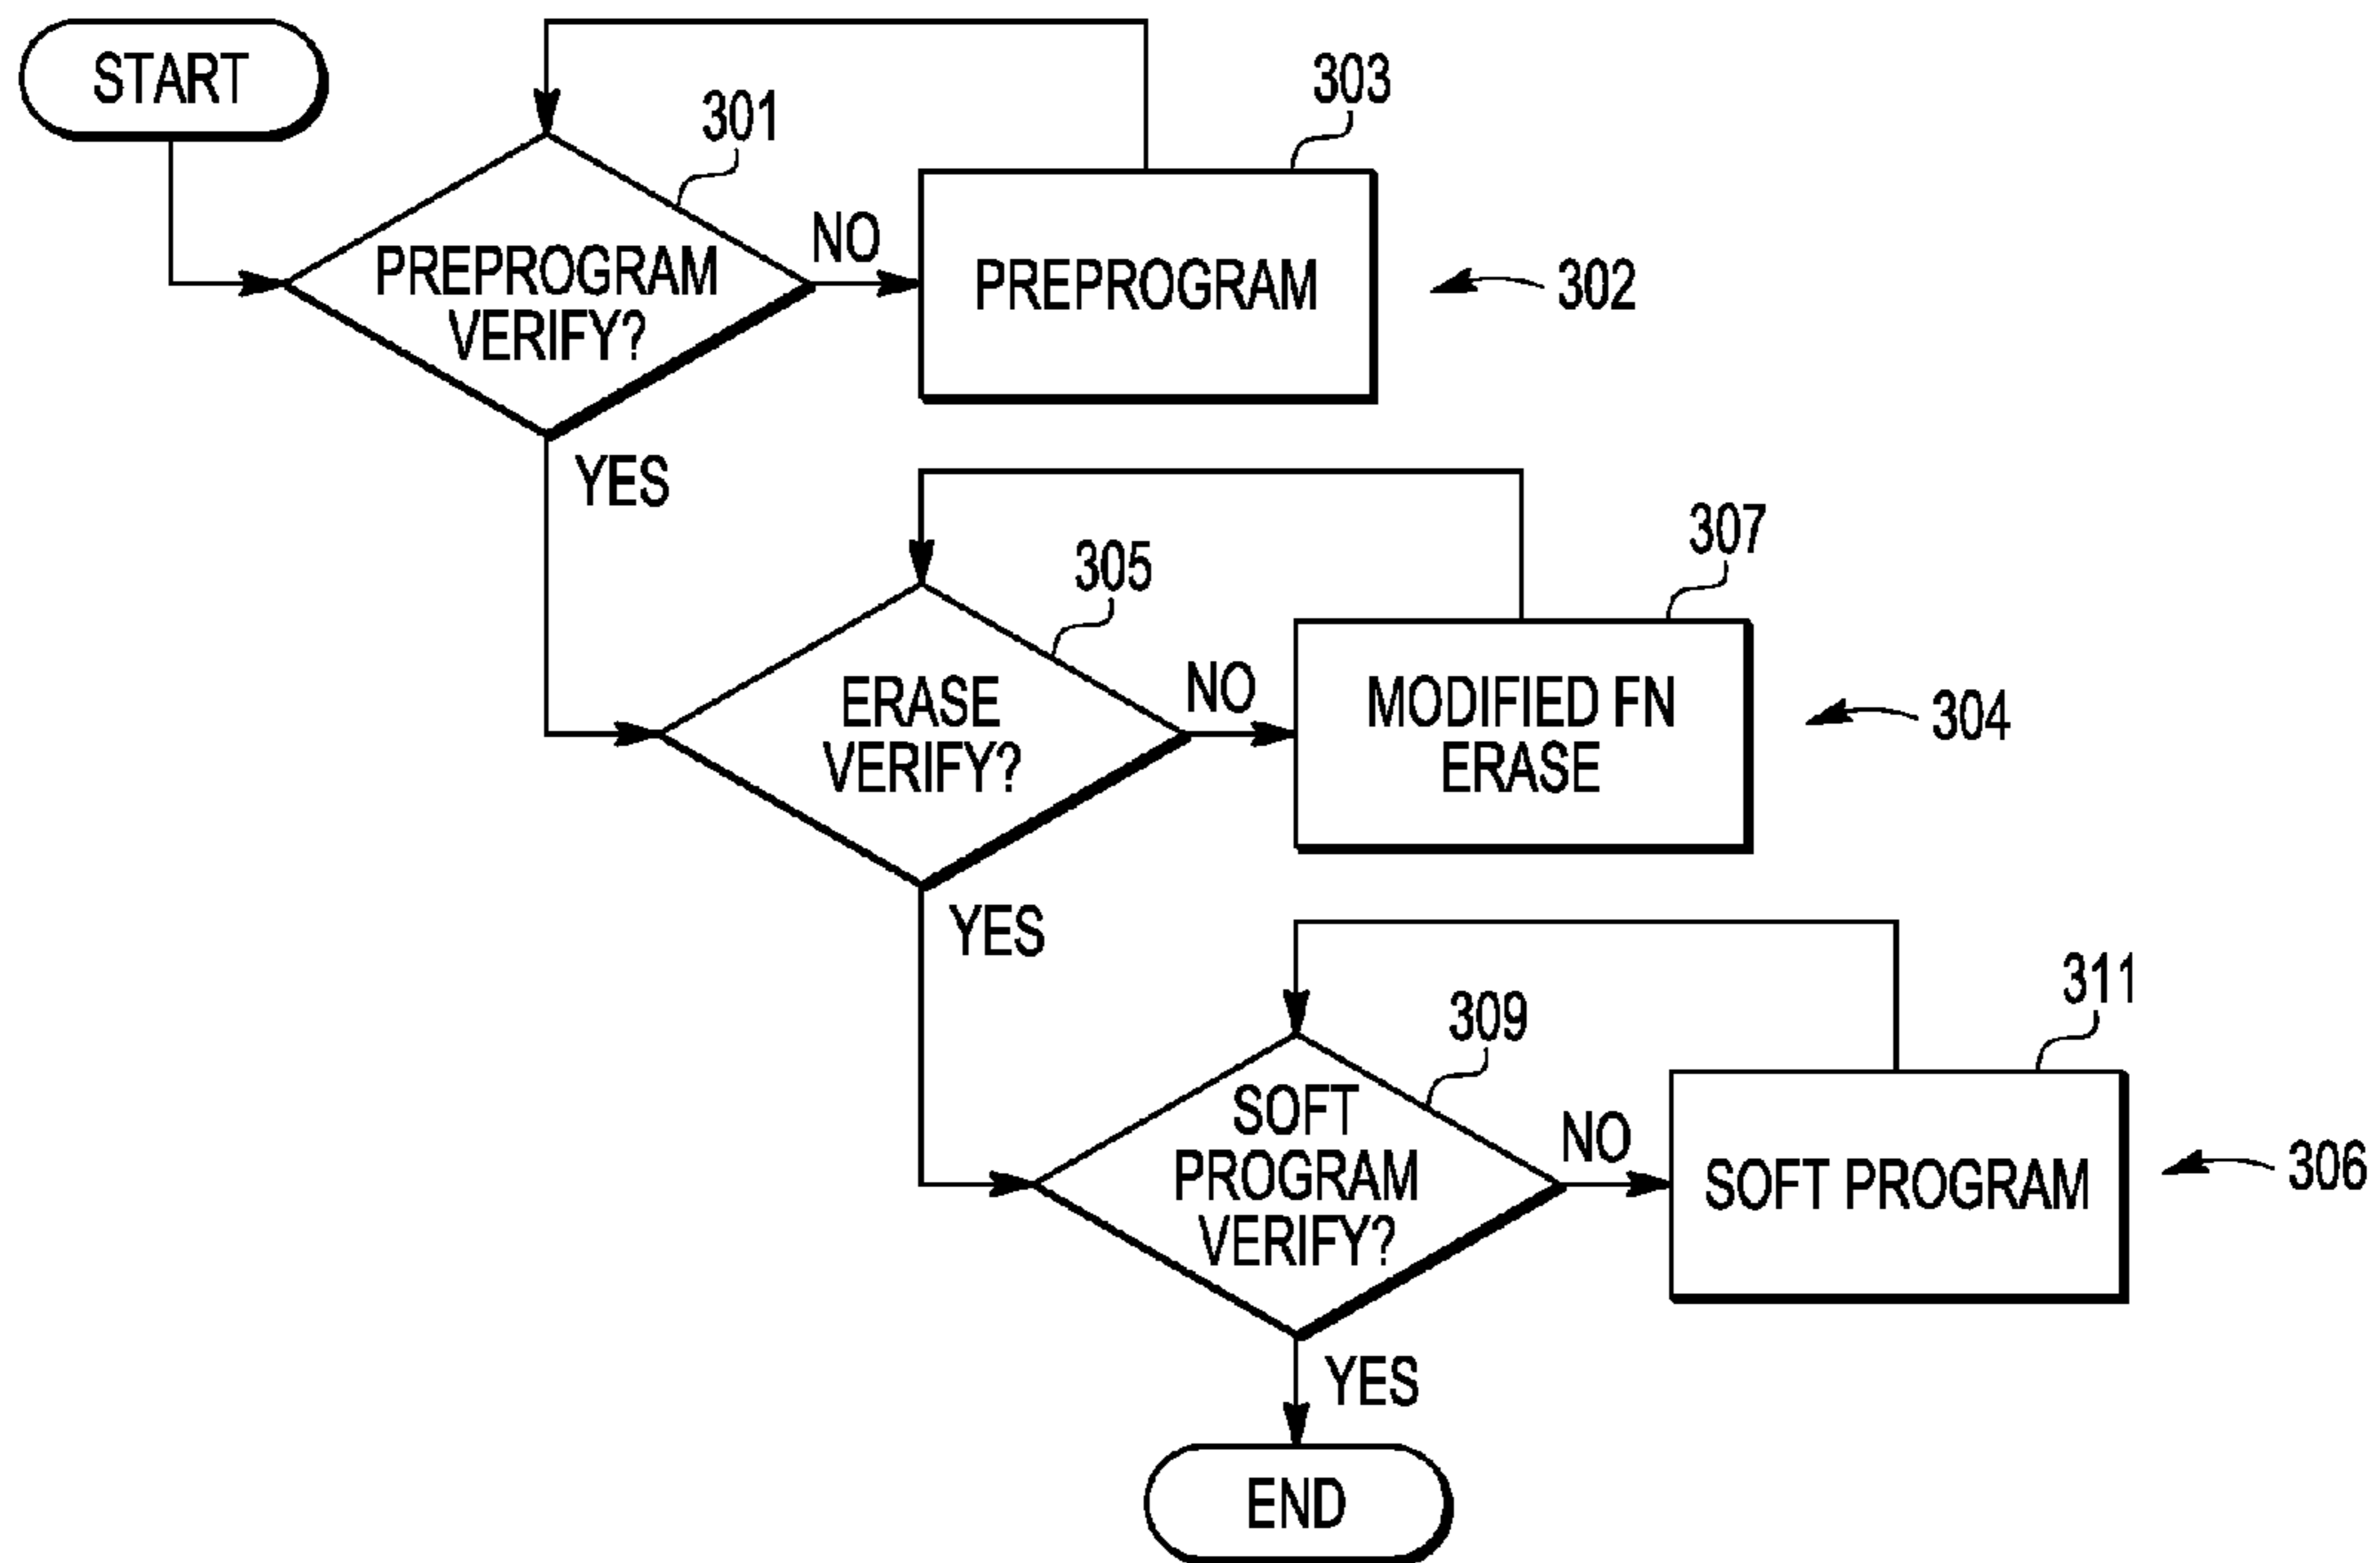 START
301
303
PREPROGRAM
VERIFY?
NO
PREPROGRAM
302
YES
305
307
ERASE
VERIFY?
NO
MODIFIED FN
ERASE
304
YES
309
311
SOFT
PROGRAM
VERIFY?
NO
SOFT PROGRAM
306
YES
END